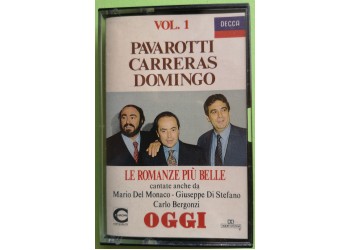 VOL. 1
DECCA
PAVAROTTI
CARRERAS
DOMINGO
LE ROMANZE PIÙ BELLE
cantate anche da
Mario Del Monaco - Giuseppe Di Stefano
Carlo Bergonzi
OGGI